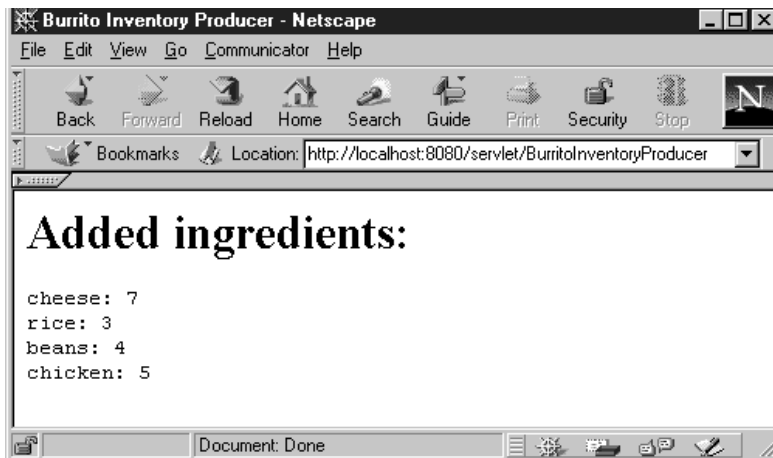 Burrito Inventory Producer - Netscape
File Edit View Go Communicator Help
Back Forward Reload Home Search Guide Print Security Stop
N
Bookmarks Location: http://localhost:8080/servlet/BurritoInventoryProducer
Added ingredients:
cheese: 7
rice: 3
beans: 4
chicken: 5
Document: Done